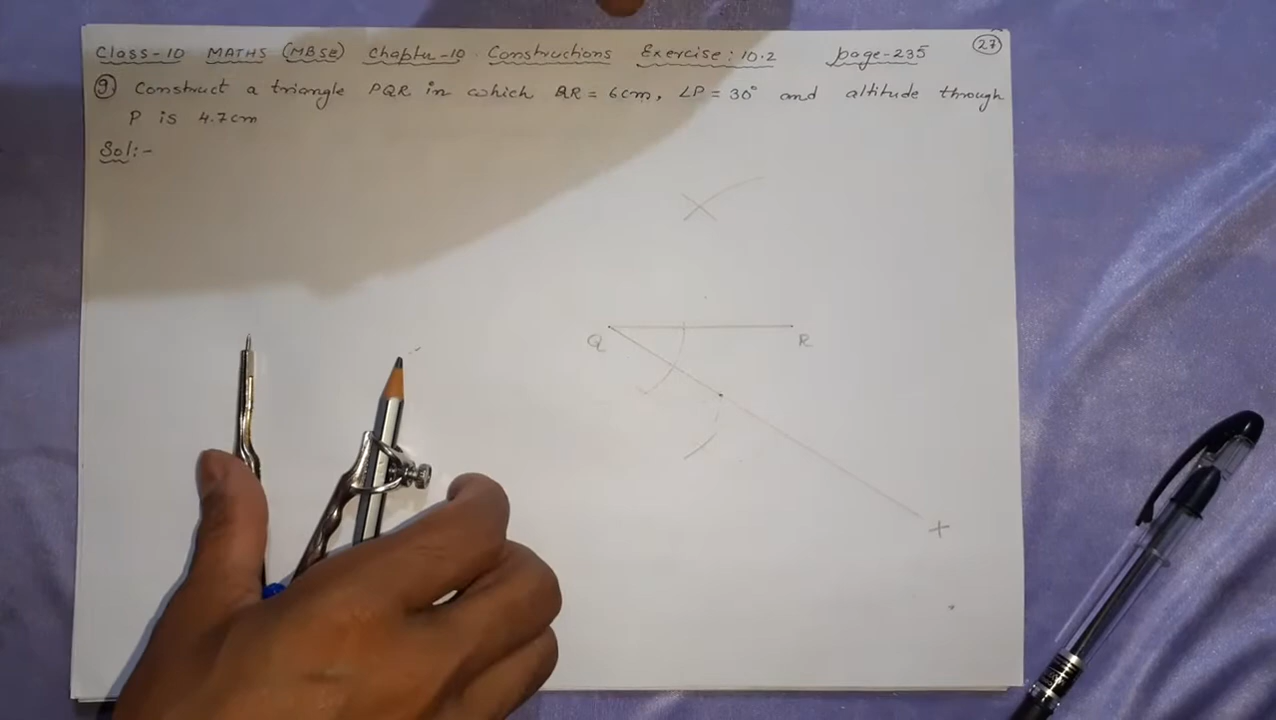 27
Class-10 MATHS (MBSE) Chapter-10 Constructions Exercise: 10.2 page-235
9 Construct a triangle PQR in which QR = 6cm, ∠P = 30° and altitude through
P is 4.7cm
Sol:-
Q R
X